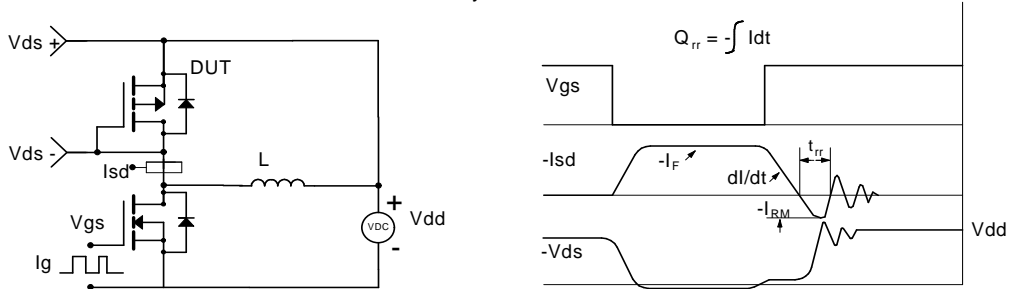 Vds +
DUT
Vds -
Isd
L
Vgs
Ig
+
VDC
-
Vdd
Qrr = -∫ Idt
Vgs
-Isd
-IF
dI/dt
trr
-IRM
Vdd
-Vds